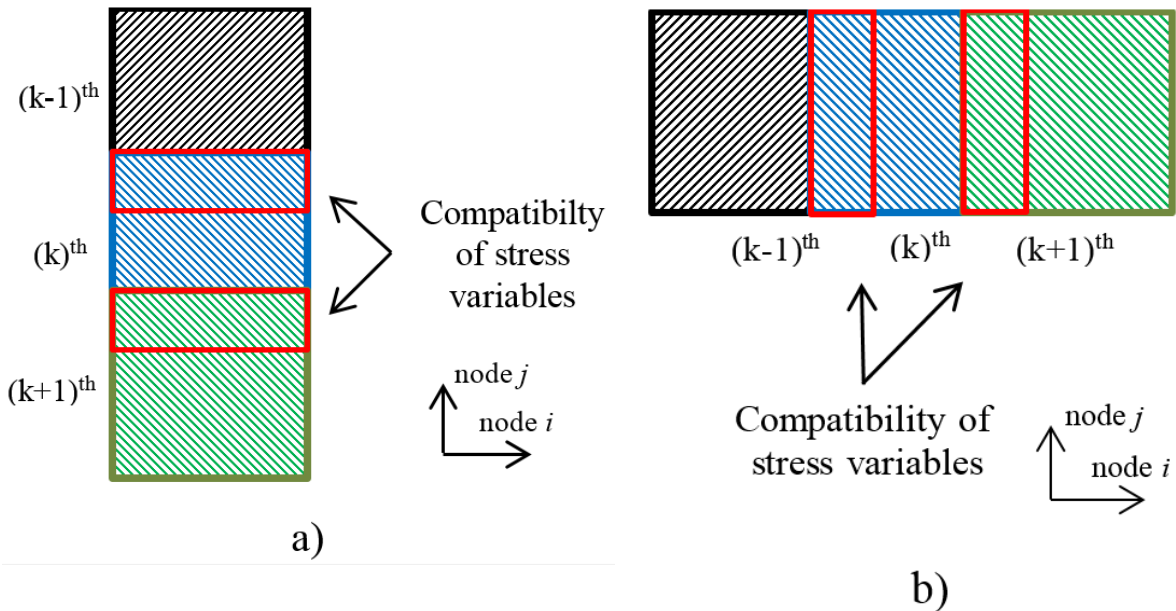 (k-1)th
(k)th
(k+1)th
Compatibilty
of stress
variables
node j
node i
a)
(k-1)th
(k)th
(k+1)th
Compatibility of
stress variables
node j
node i
b)